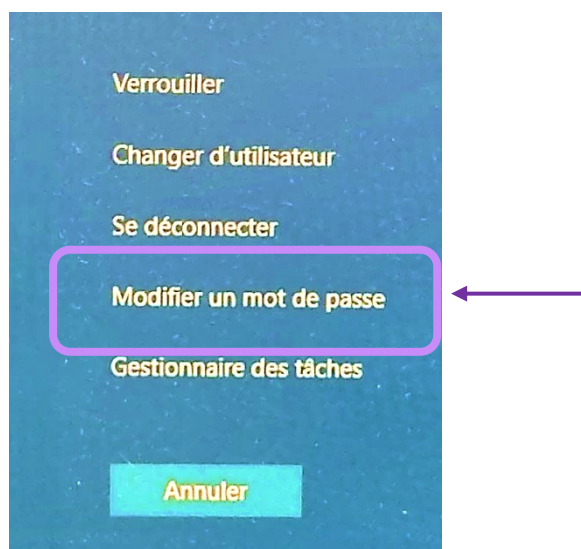 Verrouiller
Changer d'utilisateur
Se déconnecter
Modifier un mot de passe
Gestionnaire des tâches
Annuler